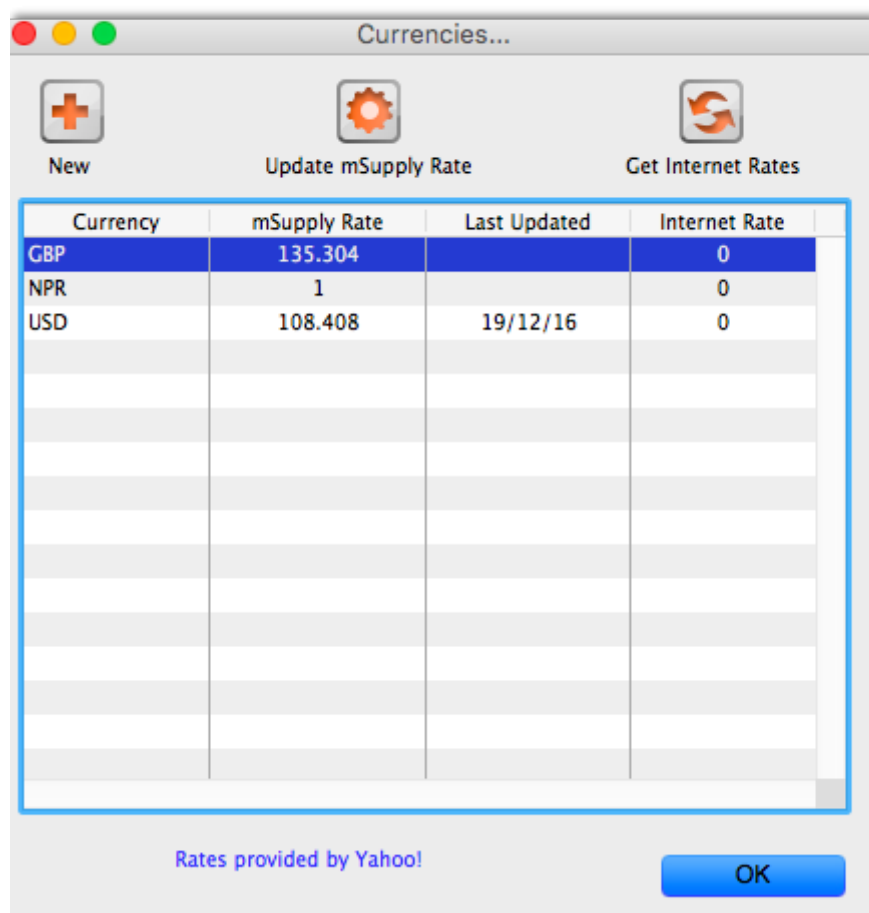 Currencies...
New Update mSupply Rate Get Internet Rates
Currency mSupply Rate Last Updated Internet Rate
GBP 135.304 0
NPR 1 0
USD 108.408 19/12/16 0
Rates provided by Yahoo!
OK